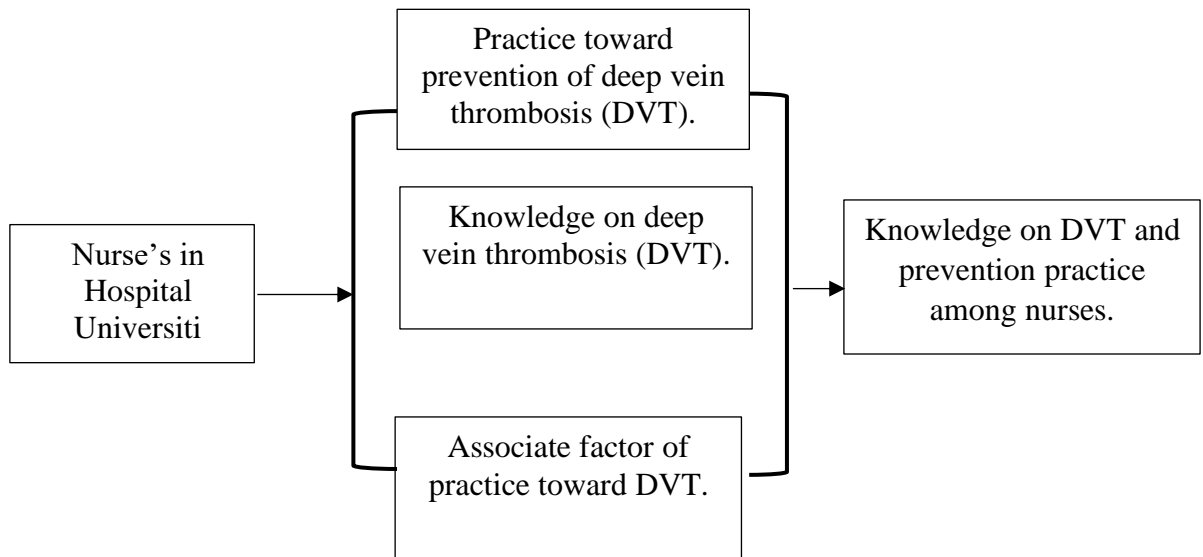 Practice toward
prevention of deep vein
thrombosis (DVT).
Knowledge on deep
vein thrombosis (DVT).
Nurse’s in
Hospital
Universiti
Knowledge on DVT and
prevention practice
among nurses.
Associate factor of
practice toward DVT.